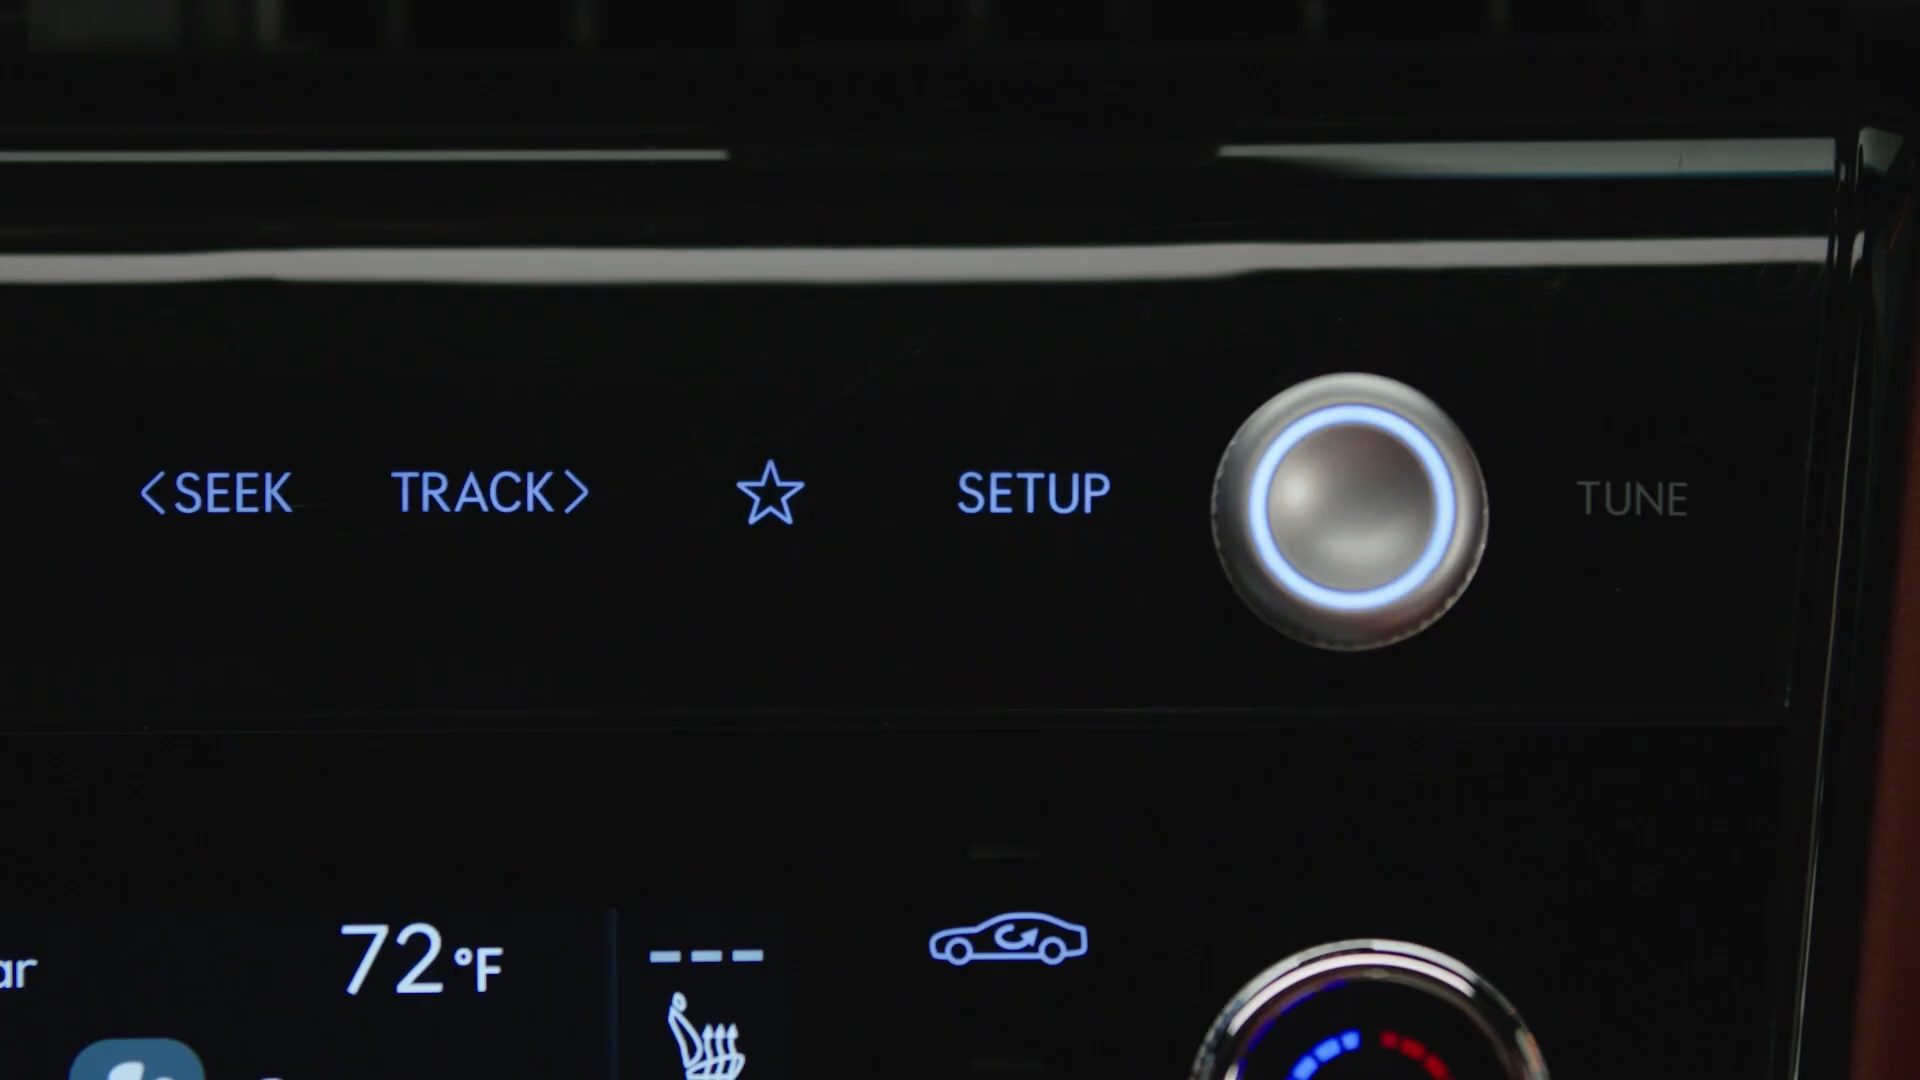 <SEEK TRACK> ☆ SETUP TUNE
ar 72°F ---